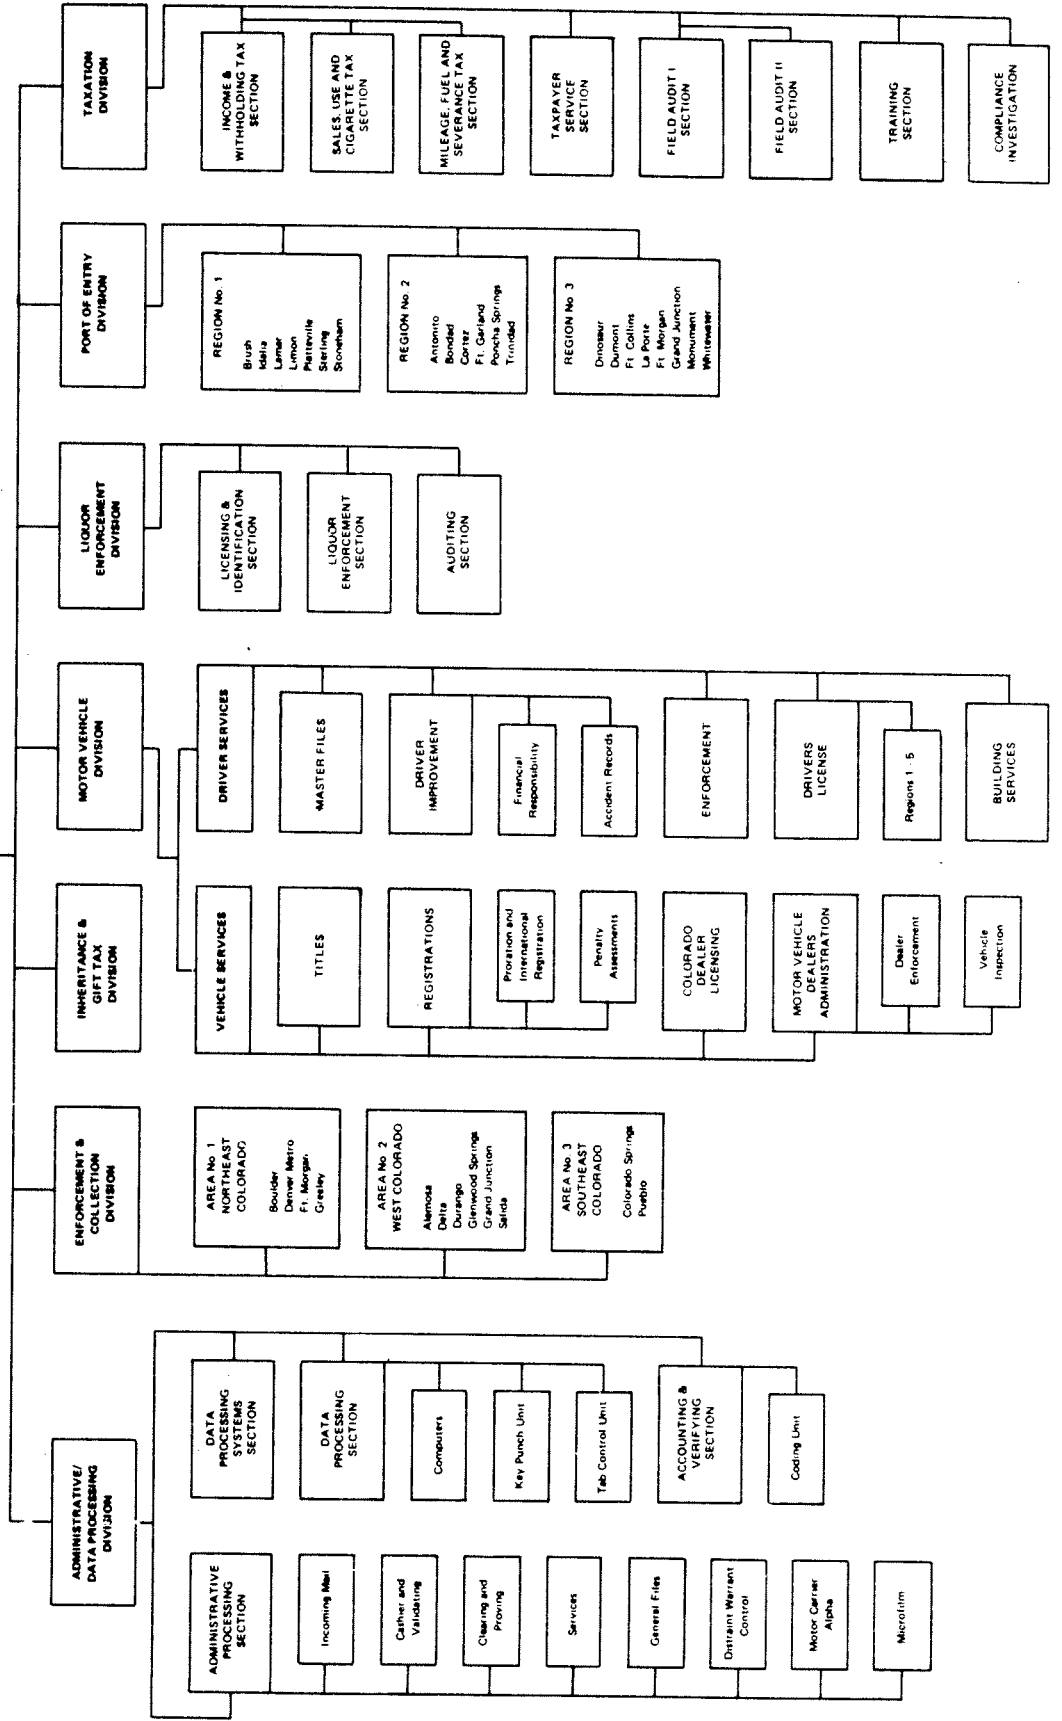 ADMINISTRATIVE/
DATA PROCESSING
DIVISION
ADMINISTRATIVE
PROCESSING
SECTION
Incoming Mail
Cashier and
Validating
Clearing and
Proving
Services
General Files
Distraint Warrant
Control
Motor Carrier
Alpha
Microfilm
DATA
PROCESSING
SYSTEMS
SECTION
DATA
PROCESSING
SECTION
Computers
Key Punch Unit
Tab Control Unit
ACCOUNTING &
VERIFYING
SECTION
Coding Unit
ENFORCEMENT &
COLLECTION
DIVISION
AREA No 1
NORTHEAST
COLORADO
Boulder
Denver Metro
Ft. Morgan
Greeley
AREA No 2
WEST COLORADO
Alamosa
Delta
Durango
Glenwood Springs
Grand Junction
Salida
AREA No. 3
SOUTHEAST
COLORADO
Colorado Springs
Pueblo
INHERITANCE &
GIFT TAX
DIVISION
MOTOR VEHICLE
DIVISION
VEHICLE SERVICES
TITLES
REGISTRATIONS
Proration and
International
Registration
Penalty
Assessments
COLORADO
DEALER
LICENSING
MOTOR VEHICLE
DEALERS
ADMINISTRATION
Dealer
Enforcement
Vehicle
Inspection
DRIVER SERVICES
MASTER FILES
DRIVER
IMPROVEMENT
Financial
Responsibility
Accident Records
ENFORCEMENT
DRIVERS
LICENSE
Regions 1 - 5
BUILDING
SERVICES
LIQUOR
ENFORCEMENT
DIVISION
LICENSING &
IDENTIFICATION
SECTION
LIQUOR
ENFORCEMENT
SECTION
AUDITING
SECTION
PORT OF ENTRY
DIVISION
REGION No. 1
Brush
Idalia
Lamar
Limon
Platteville
Sterling
Stoneham
REGION No. 2
Antonito
Bondad
Cortez
Ft. Garland
Poncha Springs
Trinidad
REGION No 3
Dinosaur
Dumont
Ft Collins
La Porte
Ft Morgan
Grand Junction
Monument
Whitewater
TAXATION
DIVISION
INCOME &
WITHHOLDING TAX
SECTION
SALES, USE AND
CIGARETTE TAX
SECTION
MILEAGE, FUEL AND
SEVERANCE TAX
SECTION
TAXPAYER
SERVICE
SECTION
FIELD AUDIT I
SECTION
FIELD AUDIT II
SECTION
TRAINING
SECTION
COMPLIANCE
INVESTIGATION